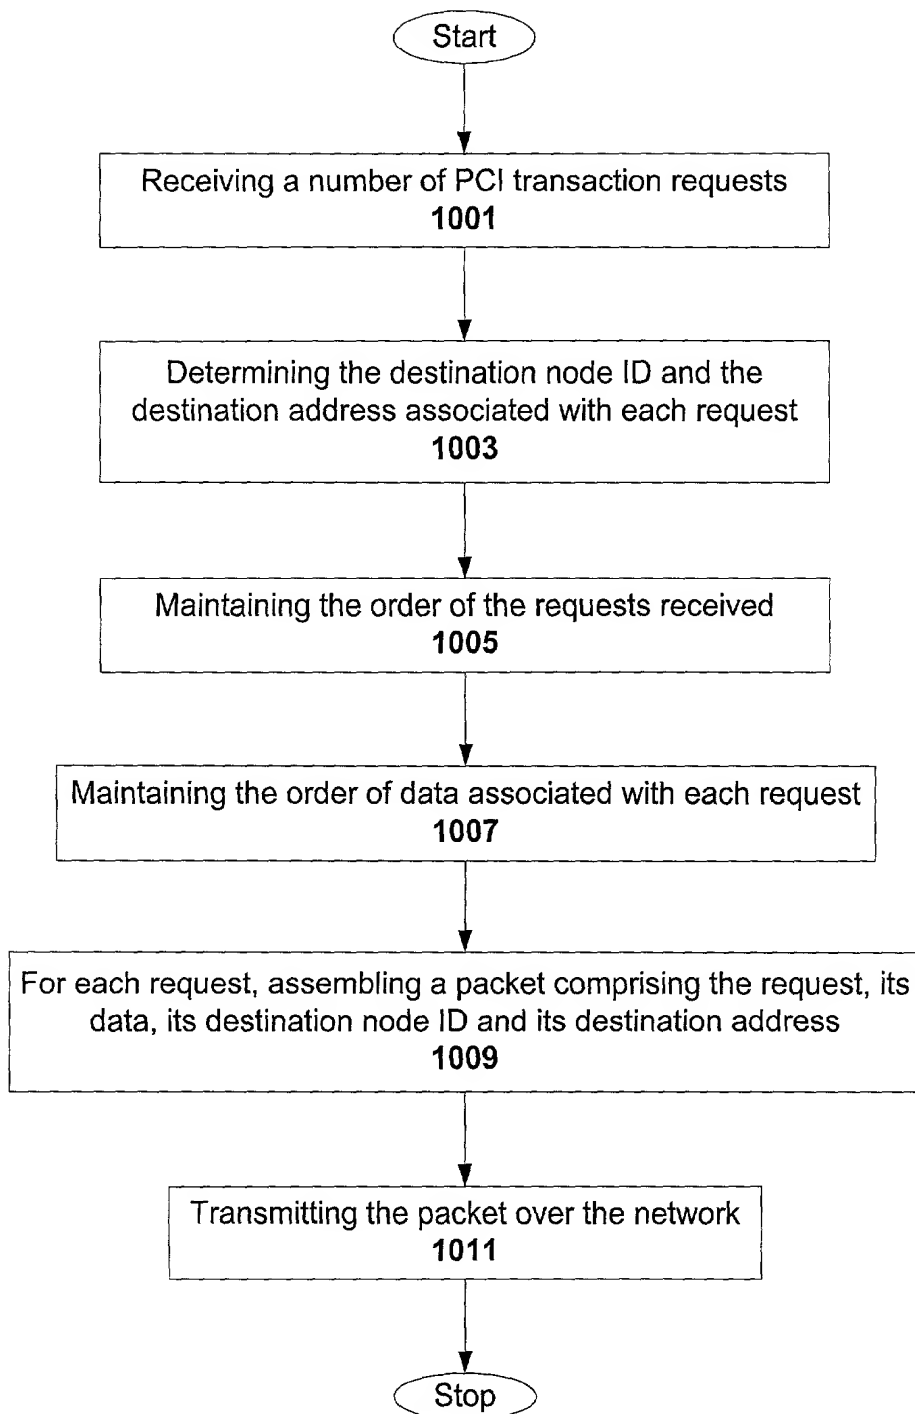 Start
Receiving a number of PCI transaction requests
1001
Determining the destination node ID and the
destination address associated with each request
1003
Maintaining the order of the requests received
1005
Maintaining the order of data associated with each request
1007
For each request, assembling a packet comprising the request, its
data, its destination node ID and its destination address
1009
Transmitting the packet over the network
1011
Stop